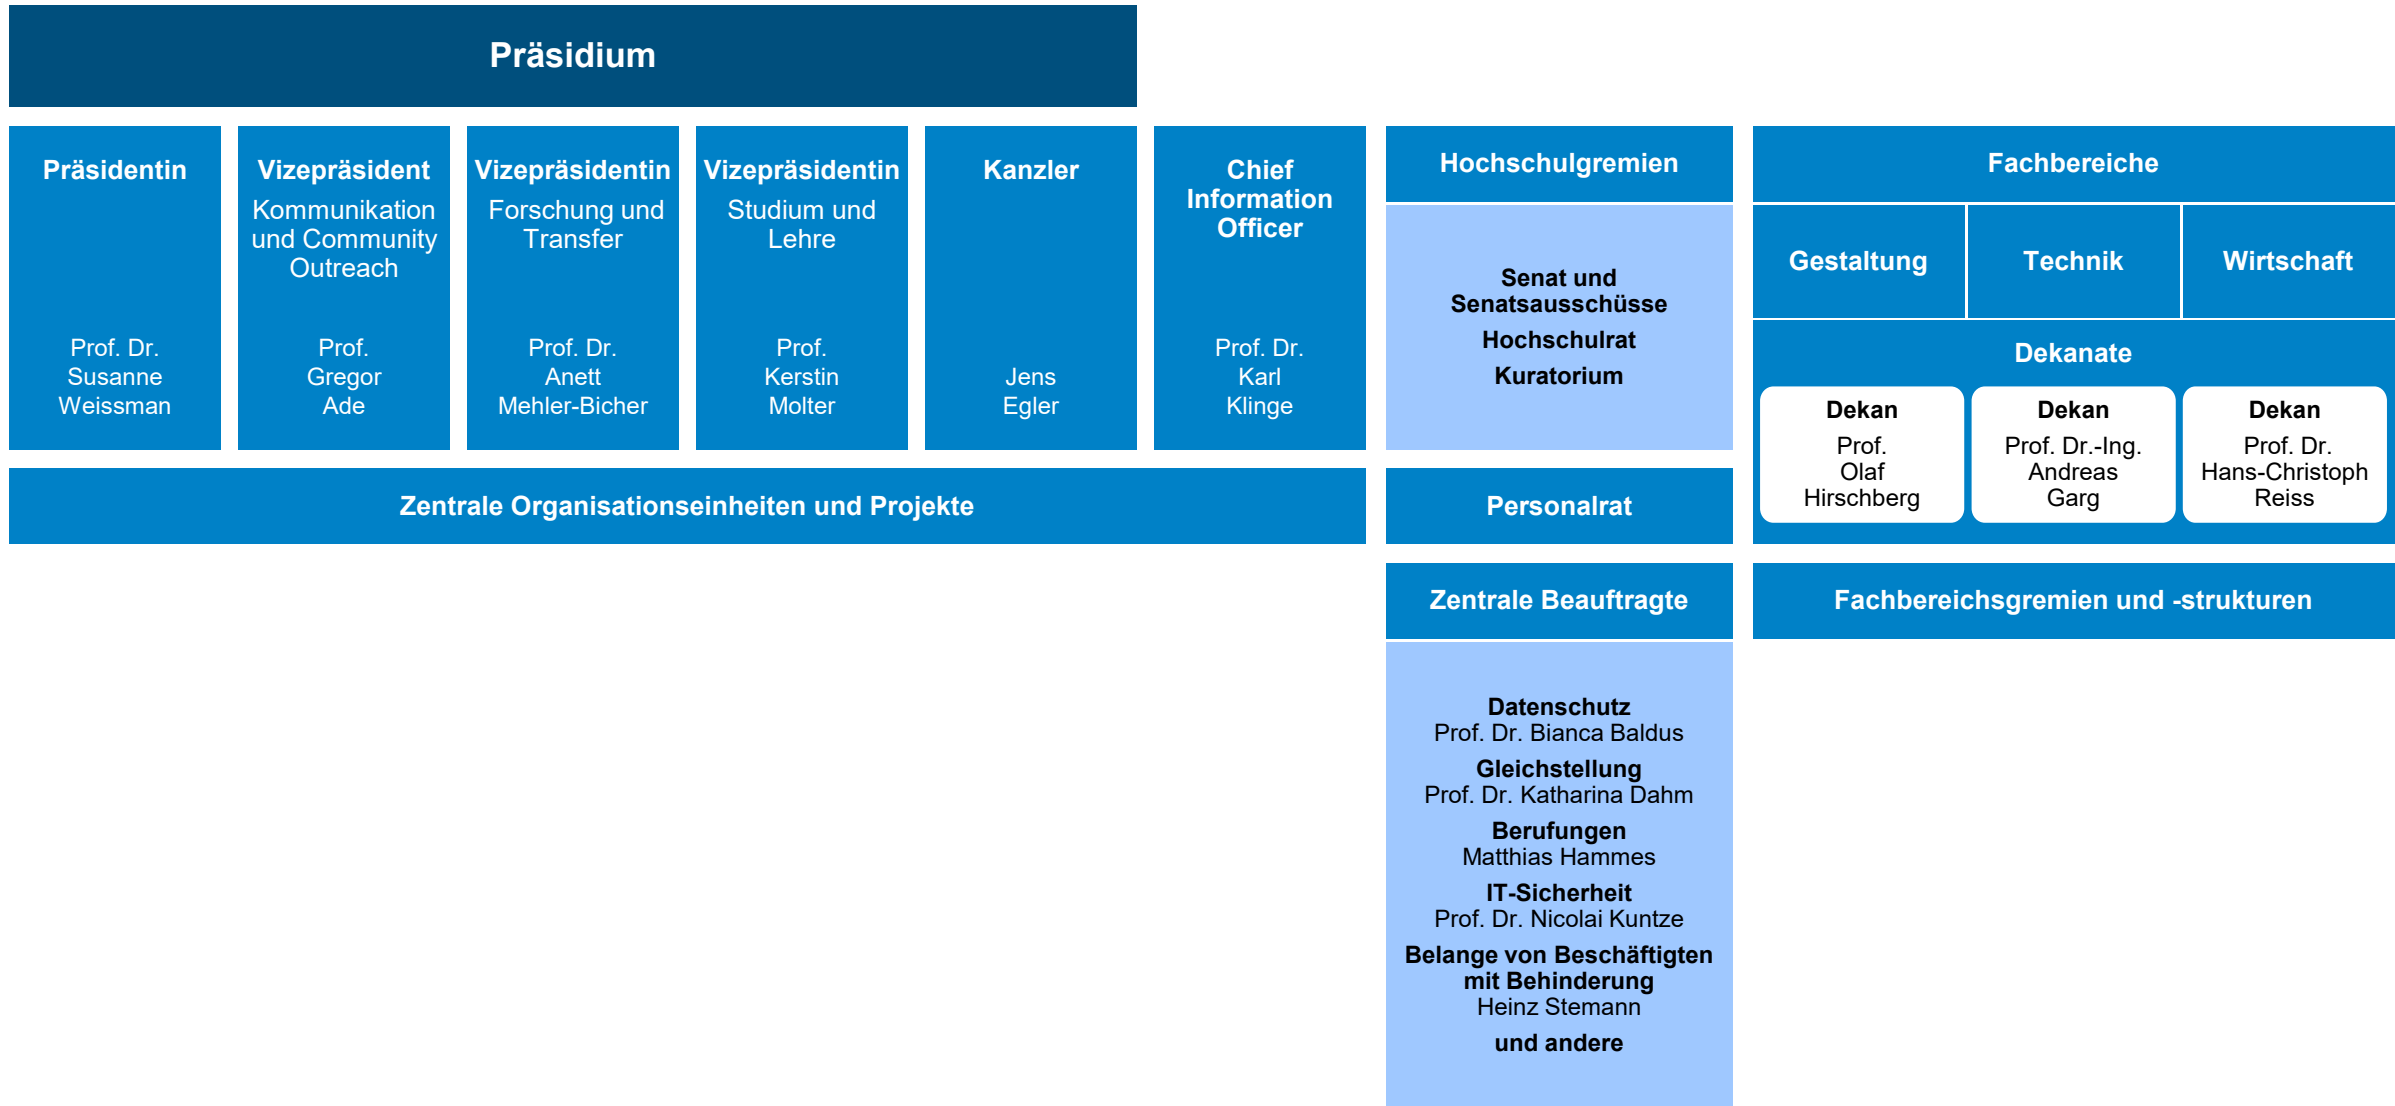 Präsidium
Präsidentin
Prof. Dr.
Susanne
Weissman
Vizepräsident
Kommunikation
und Community
Outreach
Prof.
Gregor
Ade
Vizepräsidentin
Forschung und
Transfer
Prof. Dr.
Anett
Mehler-Bicher
Vizepräsidentin
Studium und
Lehre
Prof.
Kerstin
Molter
Kanzler
Jens
Egler
Chief
Information
Officer
Prof. Dr.
Karl
Klinge
Zentrale Organisationseinheiten und Projekte
Hochschulgremien
Senat und
Senatsausschüsse
Hochschulrat
Kuratorium
Personalrat
Zentrale Beauftragte
Datenschutz
Prof. Dr. Bianca Baldus
Gleichstellung
Prof. Dr. Katharina Dahm
Berufungen
Matthias Hammes
IT-Sicherheit
Prof. Dr. Nicolai Kuntze
Belange von Beschäftigten
mit Behinderung
Heinz Stemann
und andere
Fachbereiche
Gestaltung
Technik
Wirtschaft
Dekanate
Dekan
Prof.
Olaf
Hirschberg
Dekan
Prof. Dr.-Ing.
Andreas
Garg
Dekan
Prof. Dr.
Hans-Christoph
Reiss
Fachbereichsgremien und -strukturen